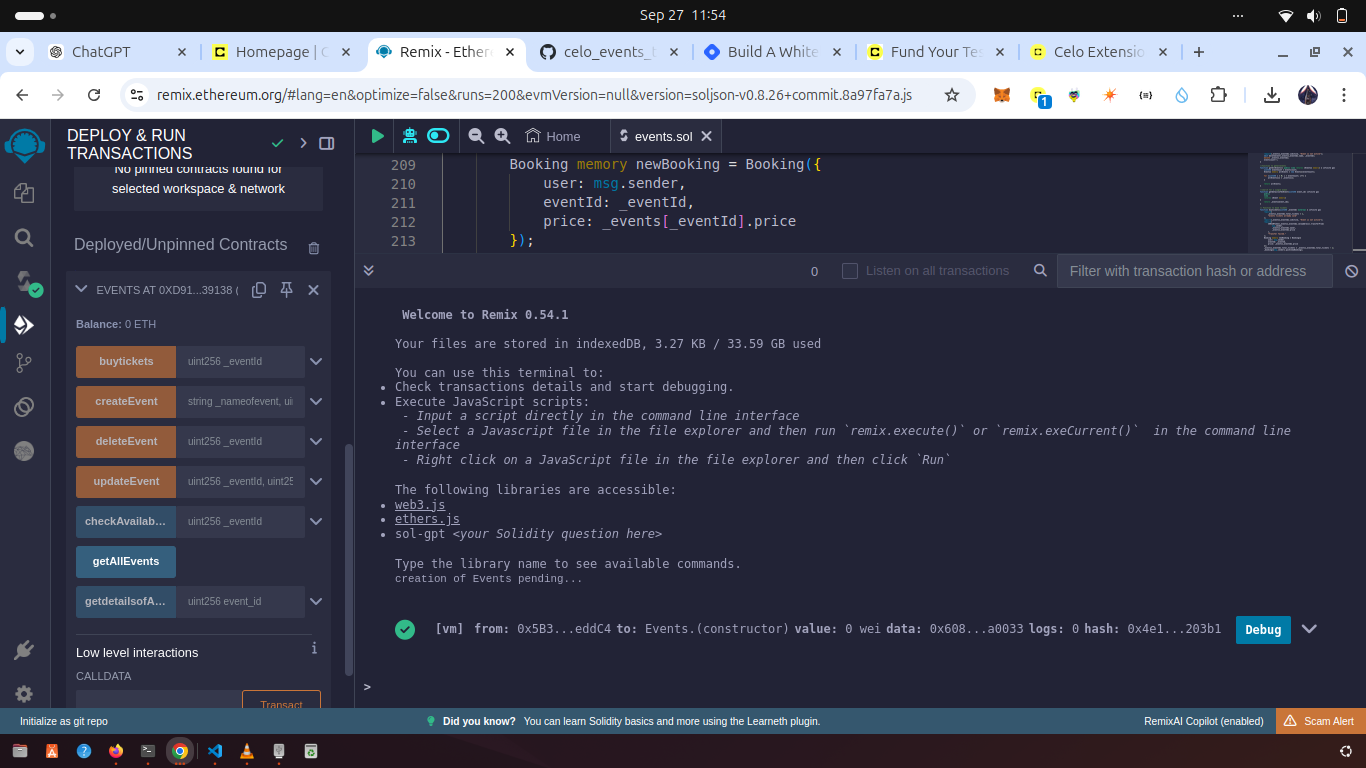 Sep 27 11:54
ChatGPT
Homepage | C
Remix - Ether
celo_events_b
Build A White
Fund Your Tes
Celo Extensio
remix.ethereum.org/#lang=en&optimize=false&runs=200&evmVersion=null&version=soljson-v0.8.26+commit.8a97fa7a.js
1
DEPLOY & RUN
TRANSACTIONS
No pinned contracts found for
selected workspace & network
Deployed/Unpinned Contracts
EVENTS AT 0XD91...39138 (
Balance: 0 ETH
buytickets uint256 _eventId
createEvent string _nameofevent, ui
deleteEvent uint256 _eventId
updateEvent uint256 _eventId, uint25
checkAvailab... uint256 _eventId
getAllEvents
getdetailsofA... uint256 event_id
Low level interactions
i
CALLDATA
Transact
Home
events.sol
209 Booking memory newBooking = Booking({
210 user: msg.sender,
211 eventId: _eventId,
212 price: _events[_eventId].price
213 });
0
Listen on all transactions
Filter with transaction hash or address
Welcome to Remix 0.54.1
Your files are stored in indexedDB, 3.27 KB / 33.59 GB used
You can use this terminal to:
• Check transactions details and start debugging.
• Execute JavaScript scripts:
- Input a script directly in the command line interface
- Select a Javascript file in the file explorer and then run `remix.execute()` or `remix.exeCurrent()` in the command line
interface
- Right click on a JavaScript file in the file explorer and then click `Run`
The following libraries are accessible:
• web3.js
• ethers.js
• sol-gpt <your Solidity question here>
Type the library name to see available commands.
creation of Events pending...
[vm] from: 0x5B3...eddC4 to: Events.(constructor) value: 0 wei data: 0x608...a0033 logs: 0 hash: 0x4e1...203b1
Debug
>
Initialize as git repo
Did you know? You can learn Solidity basics and more using the Learneth plugin.
RemixAI Copilot (enabled)
Scam Alert